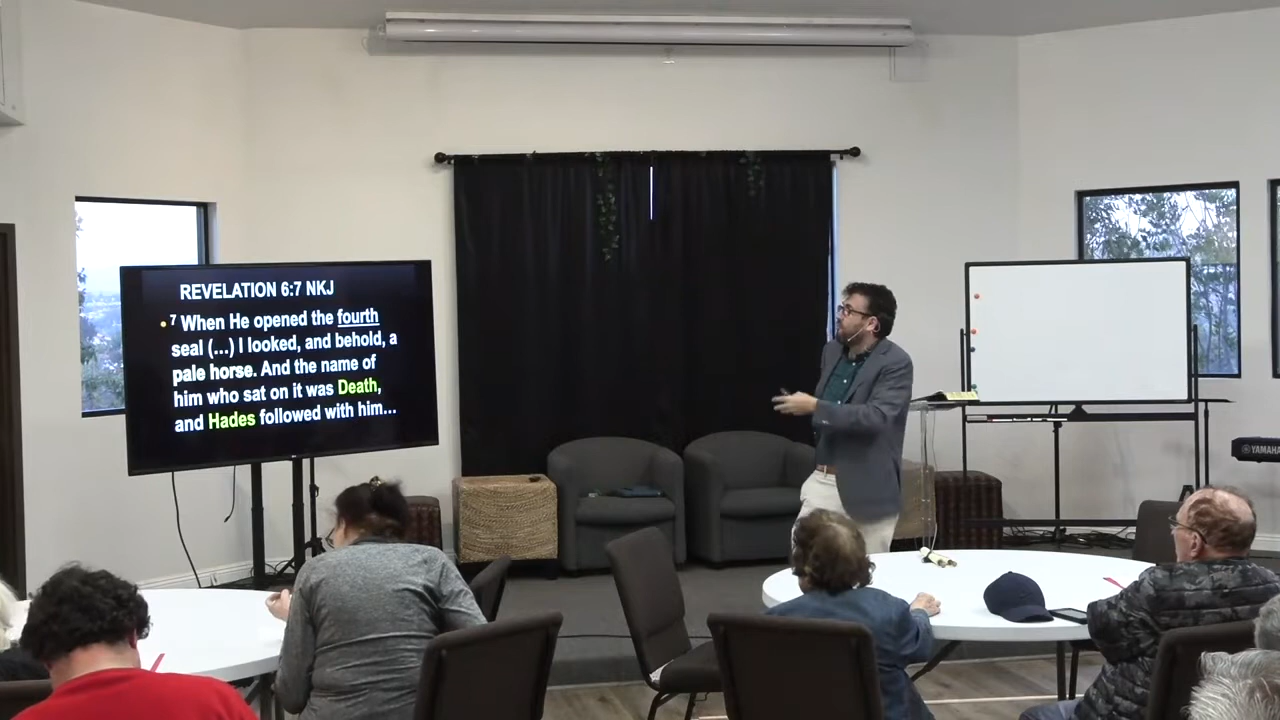 REVELATION 6:7 NKJ
• 7 When He opened the fourth
seal (...) I looked, and behold, a
pale horse. And the name of
him who sat on it was Death,
and Hades followed with him...
YAMAHA